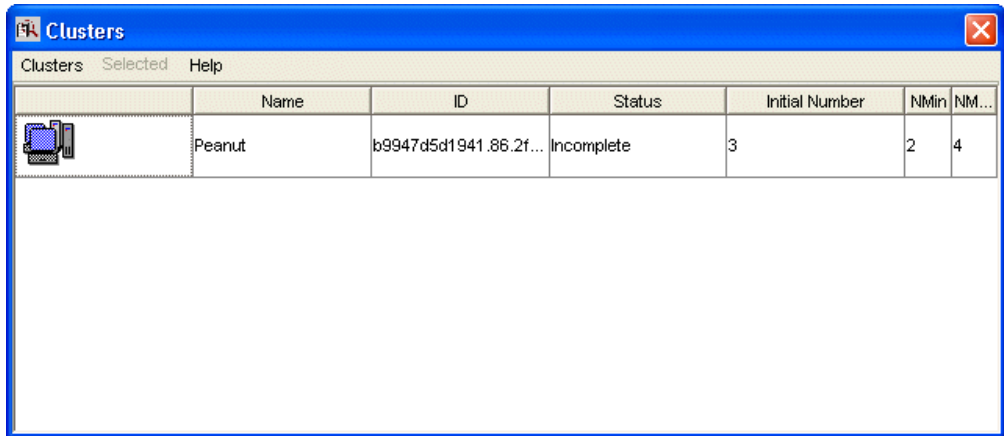 Clusters
Clusters Selected Help
Name ID Status Initial Number NMin NM...
Peanut b9947d5d1941.86.2f... Incomplete 3 2 4